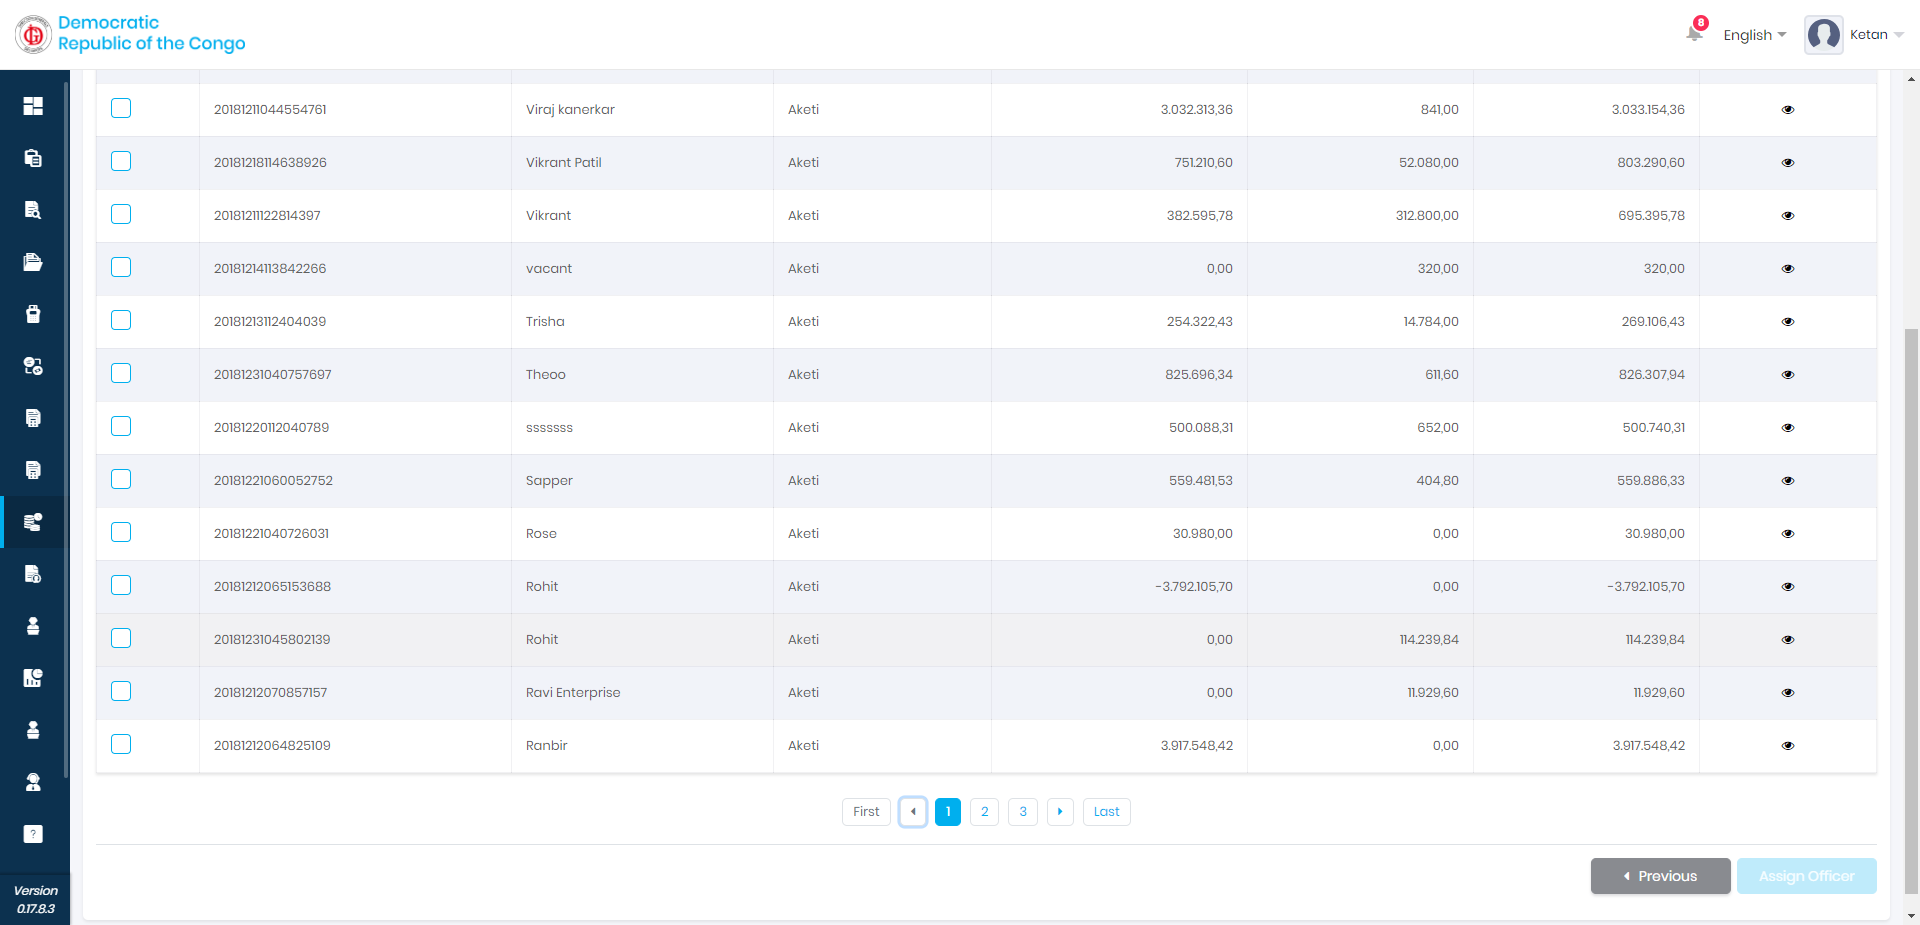 Democratic
Republic of the Congo
8
English
Ketan
20181211044554761 Viraj kanerkar Aketi 3.032.313,36 841,00 3.033.154,36
20181218114638926 Vikrant Patil Aketi 751.210,60 52.080,00 803.290,60
20181211122814397 Vikrant Aketi 382.595,78 312.800,00 695.395,78
20181214113842266 vacant Aketi 0,00 320,00 320,00
20181213112404039 Trisha Aketi 254.322,43 14.784,00 269.106,43
20181231040757697 Theoo Aketi 825.696,34 611,60 826.307,94
20181220112040789 sssssss Aketi 500.088,31 652,00 500.740,31
20181221060052752 Sapper Aketi 559.481,53 404,80 559.886,33
20181221040726031 Rose Aketi 30.980,00 0,00 30.980,00
20181212065153688 Rohit Aketi -3.792.105,70 0,00 -3.792.105,70
20181231045802139 Rohit Aketi 0,00 114.239,84 114.239,84
20181212070857157 Ravi Enterprise Aketi 0,00 11.929,60 11.929,60
20181212064825109 Ranbir Aketi 3.917.548,42 0,00 3.917.548,42
First 1 2 3 Last
Previous Assign Officer
?
Version
0.17.8.3